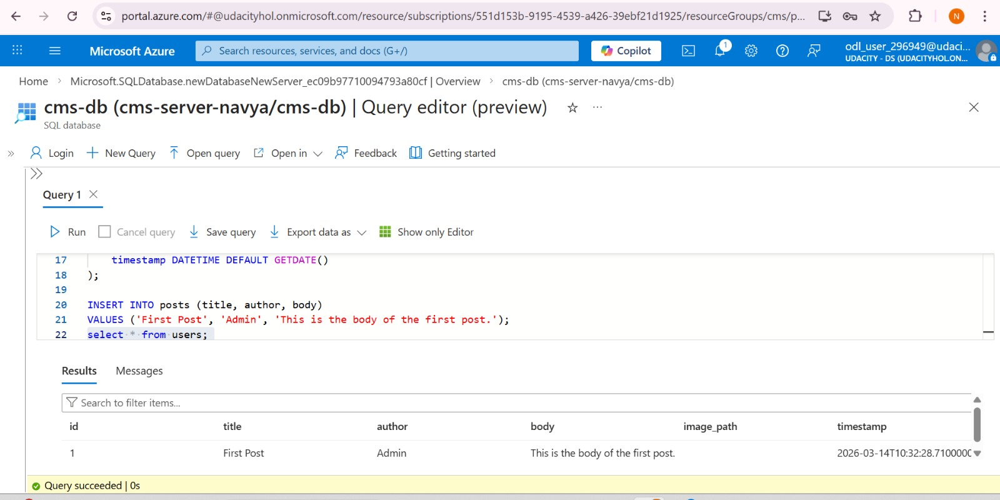 portal.azure.com/#@udacityhol.onmicrosoft.com/resource/subscriptions/551d153b-9195-4539-a426-39ebf21d1925/resourceGroups/cms/p...
N
Microsoft Azure
Search resources, services, and docs (G+/)
Copilot
1
odl_user_296949@udaci...
UDACITY - DS (UDACITYHOL.ON...
Home > Microsoft.SQLDatabase.newDatabaseNewServer_ec09b97710094793a80cf | Overview > cms-db (cms-server-navya/cms-db)
cms-db (cms-server-navya/cms-db) | Query editor (preview)
SQL database
Login New Query Open query Open in Feedback Getting started
Query 1
Run Cancel query Save query Export data as Show only Editor
17 timestamp DATETIME DEFAULT GETDATE()
18 );
19
20 INSERT INTO posts (title, author, body)
21 VALUES ('First Post', 'Admin', 'This is the body of the first post.');
22 select * from users;
Results Messages
Search to filter items...
id title author body image_path timestamp
1 First Post Admin This is the body of the first post. 2026-03-14T10:32:28.710000
Query succeeded | 0s